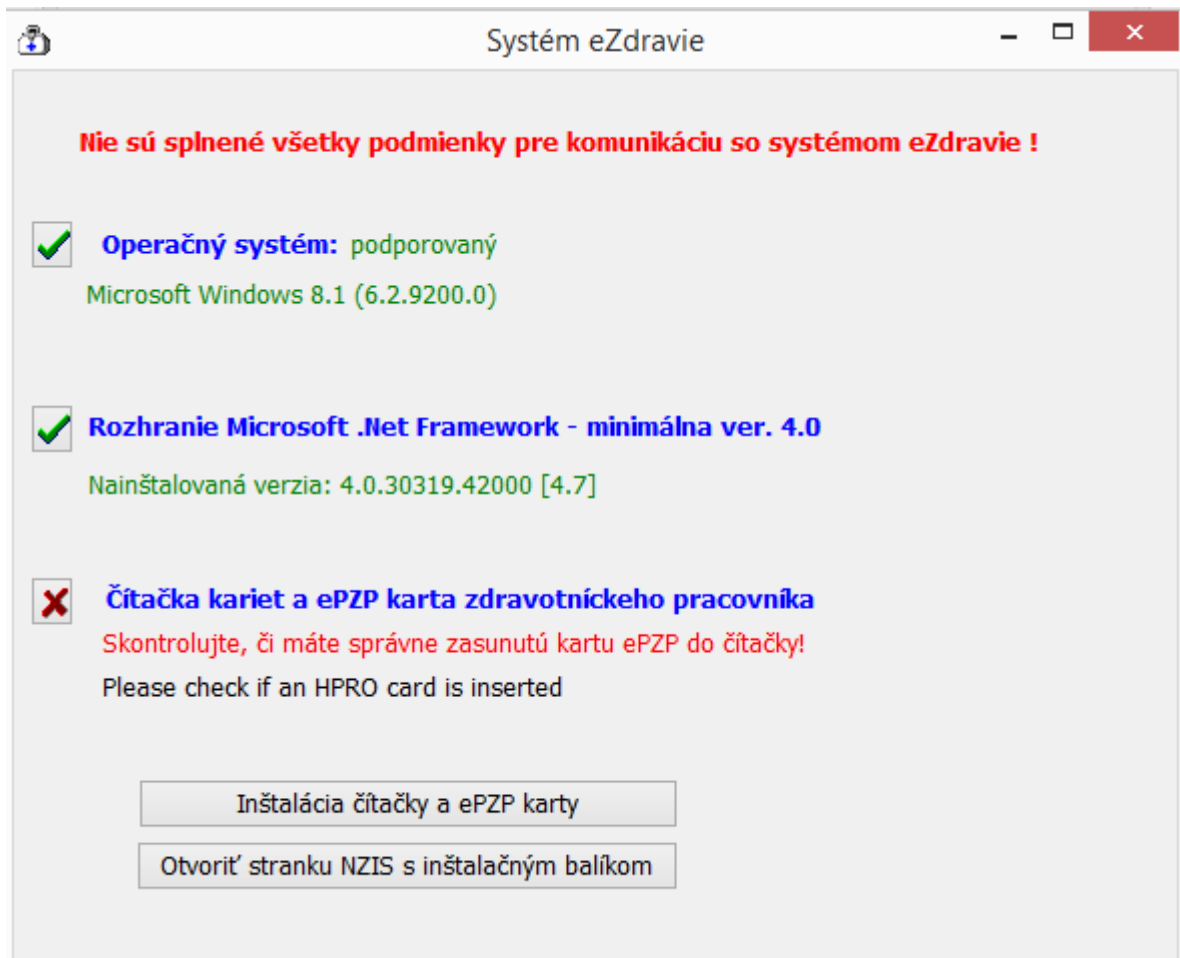 Systém eZdravie
Nie sú splnené všetky podmienky pre komunikáciu so systémom eZdravie !
Operačný systém: podporovaný
Microsoft Windows 8.1 (6.2.9200.0)
Rozhranie Microsoft .Net Framework - minimálna ver. 4.0
Nainštalovaná verzia: 4.0.30319.42000 [4.7]
Čítačka kariet a ePZP karta zdravotníckeho pracovníka
Skontrolujte, či máte správne zasunutú kartu ePZP do čítačky!
Please check if an HPRO card is inserted
Inštalácia čítačky a ePZP karty
Otvoriť stranku NZIS s inštalačným balíkom